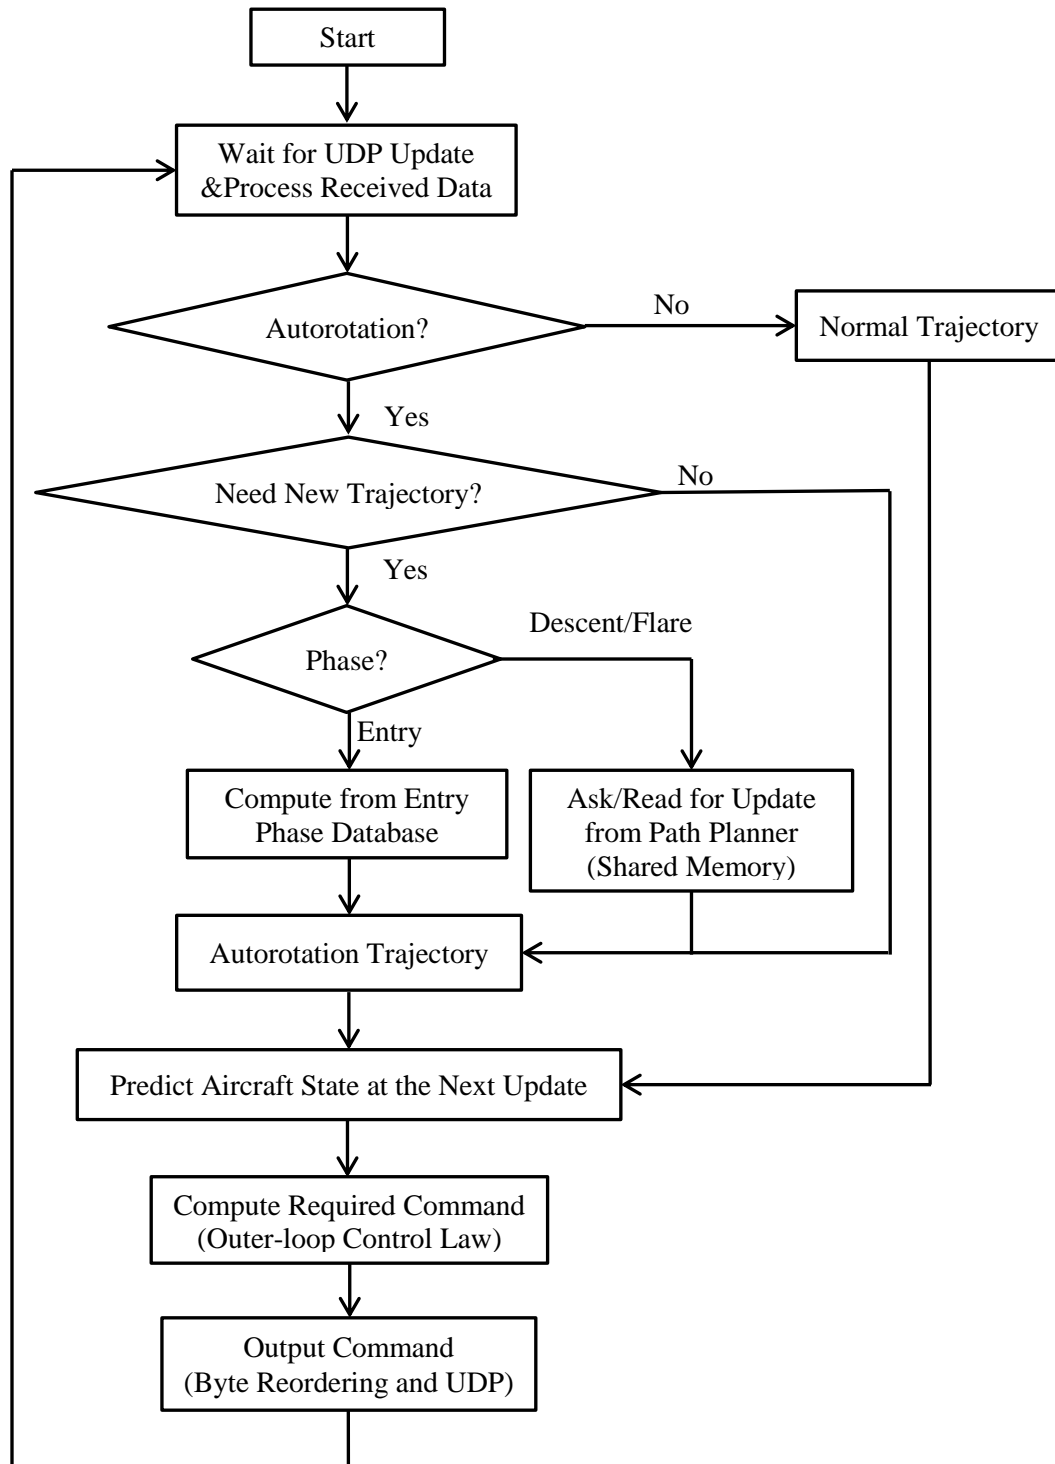 Start
Wait for UDP Update
&Process Received Data
Autorotation?
No
Normal Trajectory
Yes
Need New Trajectory?
No
Yes
Phase?
Descent/Flare
Entry
Compute from Entry
Phase Database
Ask/Read for Update
from Path Planner
(Shared Memory)
Autorotation Trajectory
Predict Aircraft State at the Next Update
Compute Required Command
(Outer-loop Control Law)
Output Command
(Byte Reordering and UDP)